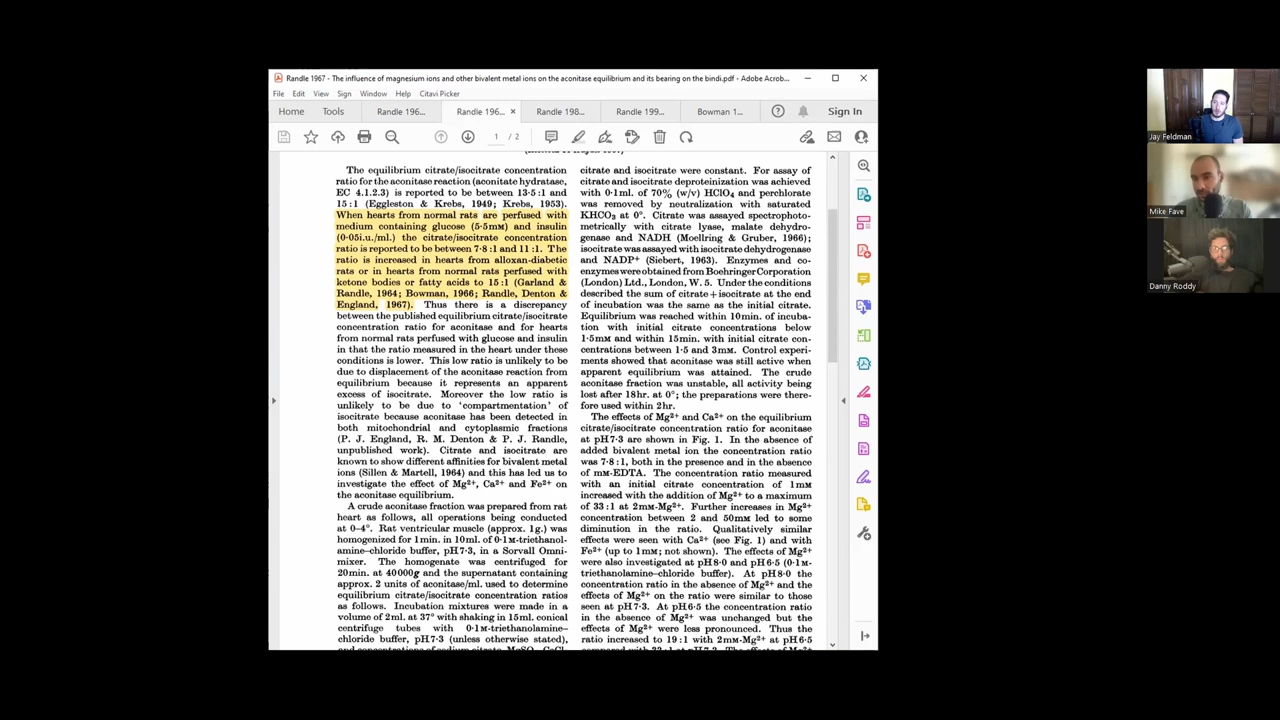 Randle 1967 - The influence of magnesium ions and other bivalent metal ions on the aconitase equilibrium and its bearing on the bindi.pdf - Adobe Acrob...
File Edit View Sign Window Help Citavi Picker
Home Tools Randle 196... Randle 196... × Randle 198... Randle 199... Bowman 1... Sign In
1 / 2
The equilibrium citrate/isocitrate concentration
ratio for the aconitase reaction (aconitate hydratase,
EC 4.1.2.3) is reported to be between 13·5:1 and
15:1 (Eggleston & Krebs, 1949; Krebs, 1953).
When hearts from normal rats are perfused with
medium containing glucose (5·5mM) and insulin
(0·05i.u./ml.) the citrate/isocitrate concentration
ratio is reported to be between 7·8:1 and 11:1. The
ratio is increased in hearts from alloxan-diabetic
rats or in hearts from normal rats perfused with
ketone bodies or fatty acids to 15:1 (Garland &
Randle, 1964; Bowman, 1966; Randle, Denton &
England, 1967). Thus there is a discrepancy
between the published equilibrium citrate/isocitrate
concentration ratio for aconitase and for hearts
from normal rats perfused with glucose and insulin
in that the ratio measured in the heart under these
conditions is lower. This low ratio is unlikely to be
due to displacement of the aconitase reaction from
equilibrium because it represents an apparent
excess of isocitrate. Moreover the low ratio is
unlikely to be due to 'compartmentation' of
isocitrate because aconitase has been detected in
both mitochondrial and cytoplasmic fractions
(P. J. England, R. M. Denton & P. J. Randle,
unpublished work). Citrate and isocitrate are
known to show different affinities for bivalent metal
ions (Sillen & Martell, 1964) and this has led us to
investigate the effect of Mg²⁺, Ca²⁺ and Fe²⁺ on
the aconitase equilibrium.
A crude aconitase fraction was prepared from rat
heart as follows, all operations being conducted
at 0–4°. Rat ventricular muscle (approx. 1g.) was
homogenized for 1min. in 10ml. of 0·1M-triethanol-
amine–chloride buffer, pH7·3, in a Sorvall Omni-
mixer. The homogenate was centrifuged for
20min. at 40000g and the supernatant containing
approx. 2 units of aconitase/ml. used to determine
equilibrium citrate/isocitrate concentration ratios
as follows. Incubation mixtures were made in a
volume of 2ml. at 37° with shaking in 15ml. conical
centrifuge tubes with 0·1M-triethanolamine–
chloride buffer, pH7·3 (unless otherwise stated),
citrate and isocitrate were constant. For assay of
citrate and isocitrate deproteinization was achieved
with 0·1ml. of 70% (w/v) HClO4 and perchlorate
was removed by neutralization with saturated
KHCO3 at 0°. Citrate was assayed spectrophoto-
metrically with citrate lyase, malate dehydro-
genase and NADH (Moellring & Gruber, 1966);
isocitrate was assayed with isocitrate dehydrogenase
and NADP⁺ (Siebert, 1963). Enzymes and co-
enzymes were obtained from Boehringer Corporation
(London) Ltd., London, W. 5. Under the conditions
described the sum of citrate+isocitrate at the end
of incubation was the same as the initial citrate.
Equilibrium was reached within 10min. of incuba-
tion with initial citrate concentrations below
1·5mM and within 15min. with initial citrate con-
centrations between 1·5 and 3mM. Control experi-
ments showed that aconitase was still active when
apparent equilibrium was attained. The crude
aconitase fraction was unstable, all activity being
lost after 18hr. at 0°; the preparations were there-
fore used within 2hr.
The effects of Mg²⁺ and Ca²⁺ on the equilibrium
citrate/isocitrate concentration ratio for aconitase
at pH7·3 are shown in Fig. 1. In the absence of
added bivalent metal ion the concentration ratio
was 7·8:1, both in the presence and in the absence
of mM-EDTA. The concentration ratio measured
with an initial citrate concentration of 1mM
increased with the addition of Mg²⁺ to a maximum
of 33:1 at 2mM-Mg²⁺. Further increases in Mg²⁺
concentration between 2 and 50mM led to some
diminution in the ratio. Qualitatively similar
effects were seen with Ca²⁺ (see Fig. 1) and with
Fe²⁺ (up to 1mM; not shown). The effects of Mg²⁺
were also investigated at pH8·0 and pH6·5 (0·1M-
triethanolamine–chloride buffer). At pH8·0 the
concentration ratio in the absence of Mg²⁺ and the
effects of Mg²⁺ on the ratio were similar to those
seen at pH7·3. At pH6·5 the concentration ratio
in the absence of Mg²⁺ was unchanged but the
effects of Mg²⁺ were less pronounced. Thus the
ratio increased to 19:1 with 2mM-Mg²⁺ at pH6·5
Jay Feldman
Mike Fave
Danny Roddy